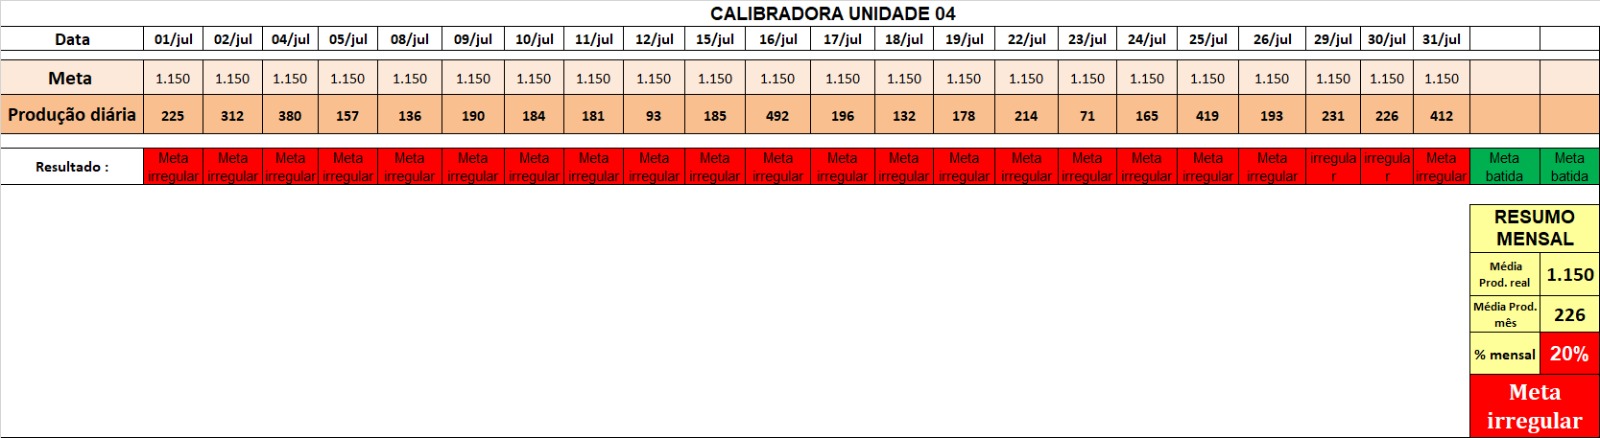 CALIBRADORA UNIDADE 04
Data 01/jul 02/jul 04/jul 05/jul 08/jul 09/jul 10/jul 11/jul 12/jul 15/jul 16/jul 17/jul 18/jul 19/jul 22/jul 23/jul 24/jul 25/jul 26/jul 29/jul 30/jul 31/jul
Meta 1.150 1.150 1.150 1.150 1.150 1.150 1.150 1.150 1.150 1.150 1.150 1.150 1.150 1.150 1.150 1.150 1.150 1.150 1.150 1.150 1.150 1.150
Produção diária 225 312 380 157 136 190 184 181 93 185 492 196 132 178 214 71 165 419 193 231 226 412
Resultado : Meta irregular Meta irregular Meta irregular Meta irregular Meta irregular Meta irregular Meta irregular Meta irregular Meta irregular Meta irregular Meta irregular Meta irregular Meta irregular Meta irregular Meta irregular Meta irregular Meta irregular Meta irregular Meta irregular irregular irregular Meta irregular Meta batida Meta batida
RESUMO
MENSAL
Média
Prod. real 1.150
Média Prod.
mês 226
% mensal 20%
Meta
irregular